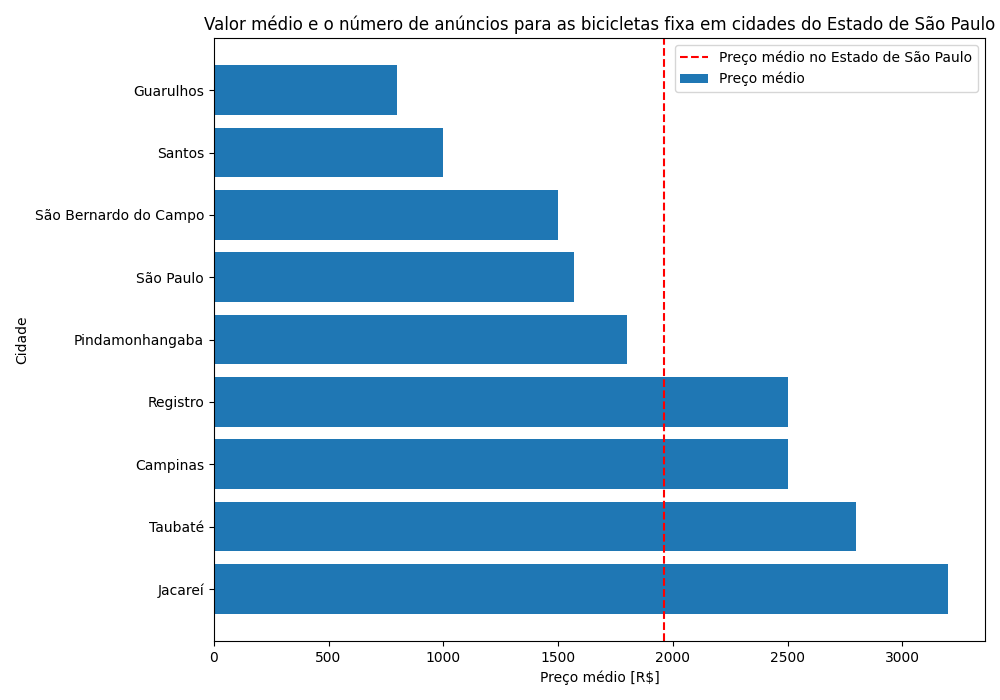 Valor médio e o número de anúncios para as bicicletas fixa em cidades do Estado de São Paulo
Preço médio no Estado de São Paulo
Preço médio
Guarulhos
Santos
São Bernardo do Campo
São Paulo
Pindamonhangaba
Registro
Campinas
Taubaté
Jacareí
Cidade
0 500 1000 1500 2000 2500 3000
Preço médio [R$]